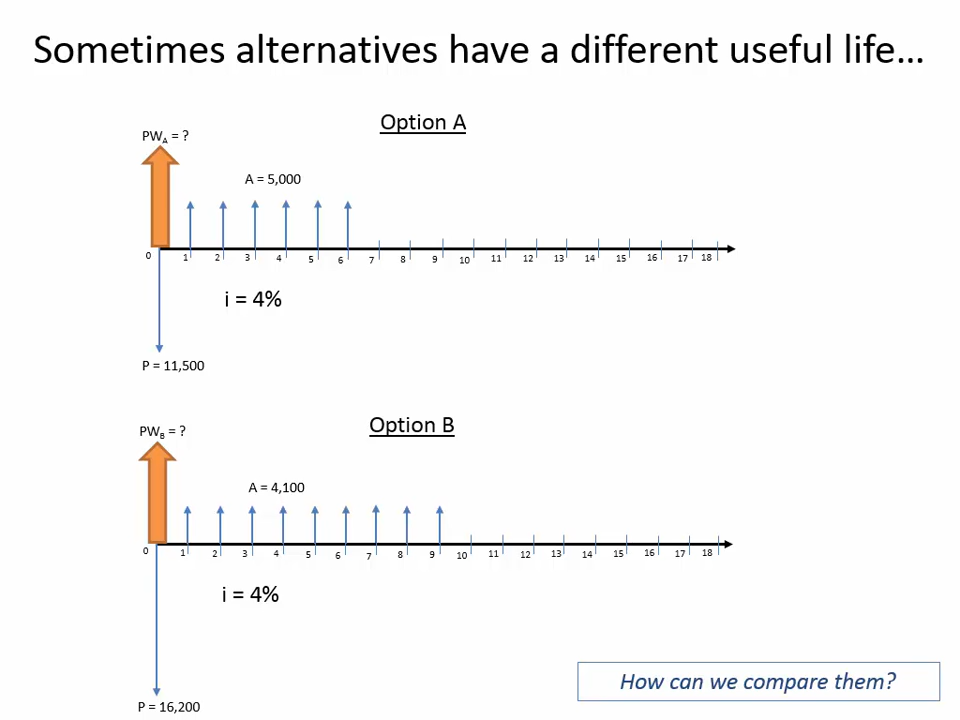 Sometimes alternatives have a different useful life…
Option A
PWA = ?
A = 5,000
0 1 2 3 4 5 6 7 8 9 10 11 12 13 14 15 16 17 18
i = 4%
P = 11,500
Option B
PWB = ?
A = 4,100
0 1 2 3 4 5 6 7 8 9 10 11 12 13 14 15 16 17 18
i = 4%
How can we compare them?
P = 16,200